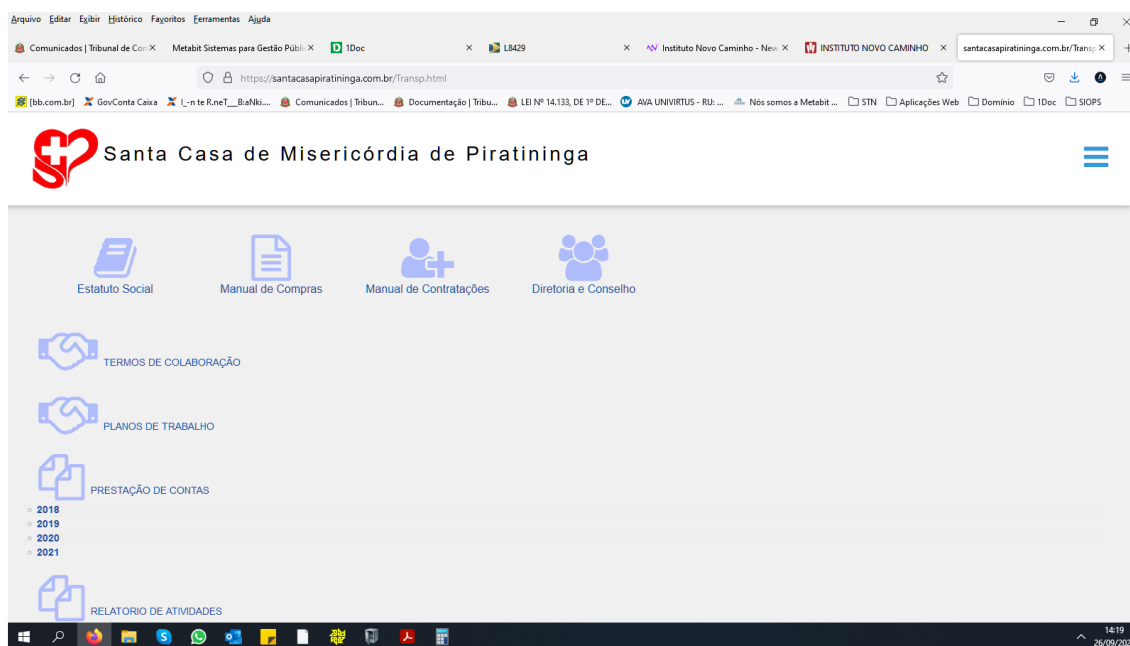 Arquivo Editar Exibir Histórico Favoritos Ferramentas Ajuda
Comunicados | Tribunal de Con Metabit Sistemas para Gestão Públi 1Doc L8429 Instituto Novo Caminho - New INSTITUTO NOVO CAMINHO santacasapiratininga.com.br/Transp
https://santacasapiratininga.com.br/Transp.html
[bb.com.br] GovConta Caixa I_-n te R.neT__B:aNki.... Comunicados | Tribun... Documentação | Tribu... LEI Nº 14.133, DE 1º DE... AVA UNIVIRTUS - RU: ... Nós somos a Metabit ... STN Aplicações Web Domínio 1Doc SIOPS
Santa Casa de Misericórdia de Piratininga
Estatuto Social Manual de Compras Manual de Contratações Diretoria e Conselho
TERMOS DE COLABORAÇÃO
PLANOS DE TRABALHO
PRESTAÇÃO DE CONTAS
2018
2019
2020
2021
RELATORIO DE ATIVIDADES
14:19
26/09/202